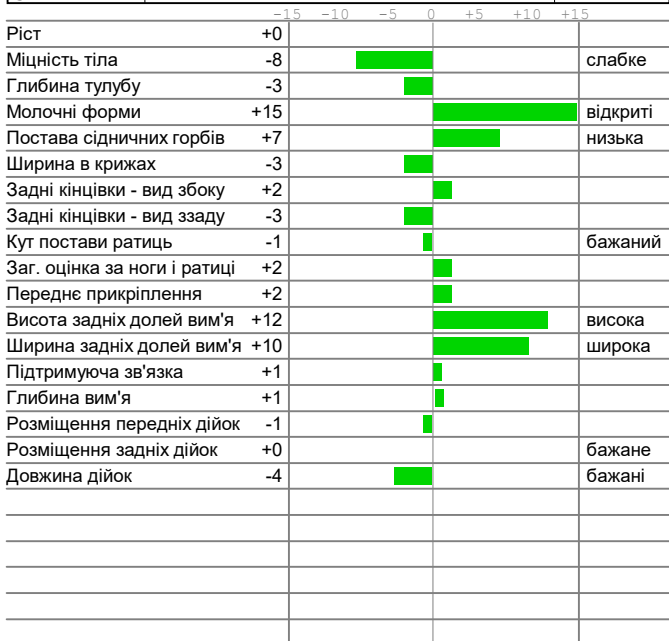 -15 -10 -5 0 +5 +10 +15
Ріст +0
Міцність тіла -8 слабке
Глибина тулубу -3
Молочні форми +15 відкриті
Постава сідничних горбів +7 низька
Ширина в крижах -3
Задні кінцівки - вид збоку +2
Задні кінцівки - вид ззаду -3
Кут постави ратиць -1 бажаний
Заг. оцінка за ноги і ратиці +2
Переднє прикріплення +2
Висота задніх долей вим'я +12 висока
Ширина задніх долей вим'я +10 широка
Підтримуюча зв'язка +1
Глибина вим'я +1
Розміщення передніх дійок -1
Розміщення задніх дійок +0 бажане
Довжина дійок -4 бажані